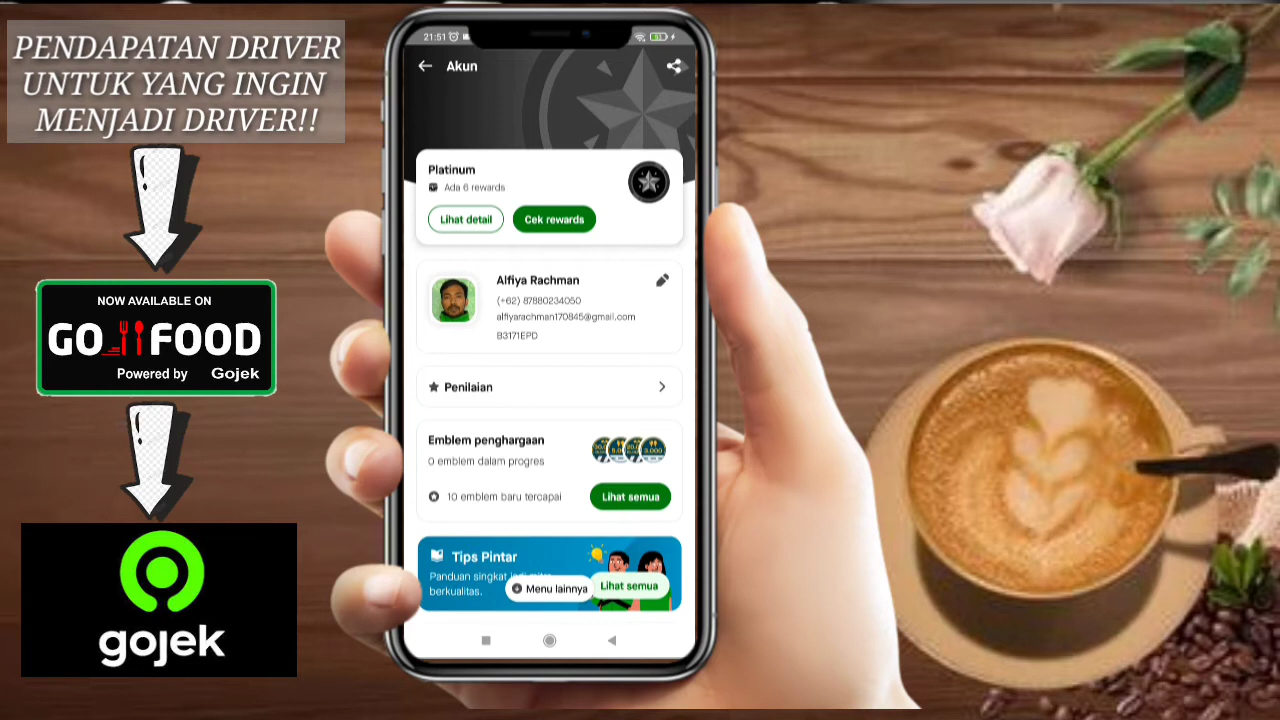 PENDAPATAN DRIVER
UNTUK YANG INGIN
MENJADI DRIVER!!
NOW AVAILABLE ON
GO FOOD
Powered by Gojek
gojek
21:51
Akun
Platinum
Ada 6 rewards
Lihat detail
Cek rewards
Alfiya Rachman
(+62) 87880234050
alfiyarachman170845@gmail.com
B3171EPD
Penilaian
Emblem penghargaan
0 emblem dalam progres
10 emblem baru tercapai
Lihat semua
Tips Pintar
Panduan singkat jadi mitra
berkualitas.
Menu lainnya
Lihat semua